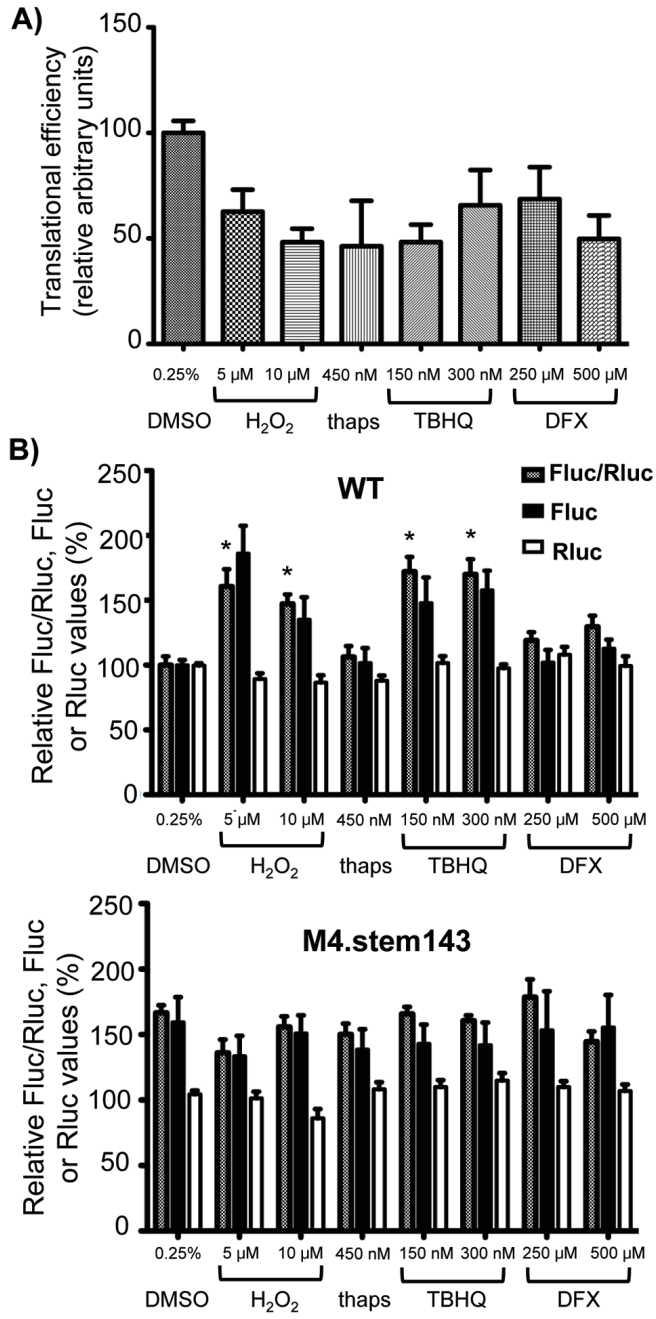 A)
Translational efficiency
(relative arbitrary units)
150
100
50
0
0.25% 5 µM 10 µM 450 nM 150 nM 300 nM 250 µM 500 µM
DMSO H₂O₂ thaps TBHQ DFX
B)
WT
Fluc/Rluc
Fluc
Rluc
Relative Fluc/Rluc, Fluc
or Rluc values (%)
250
200
150
100
50
0
* * * *
0.25% 5 µM 10 µM 450 nM 150 nM 300 nM 250 µM 500 µM
DMSO H₂O₂ thaps TBHQ DFX
M4.stem143
Relative Fluc/Rluc, Fluc
or Rluc values (%)
250
200
150
100
50
0
0.25% 5 µM 10 µM 450 nM 150 nM 300 nM 250 µM 500 µM
DMSO H₂O₂ thaps TBHQ DFX